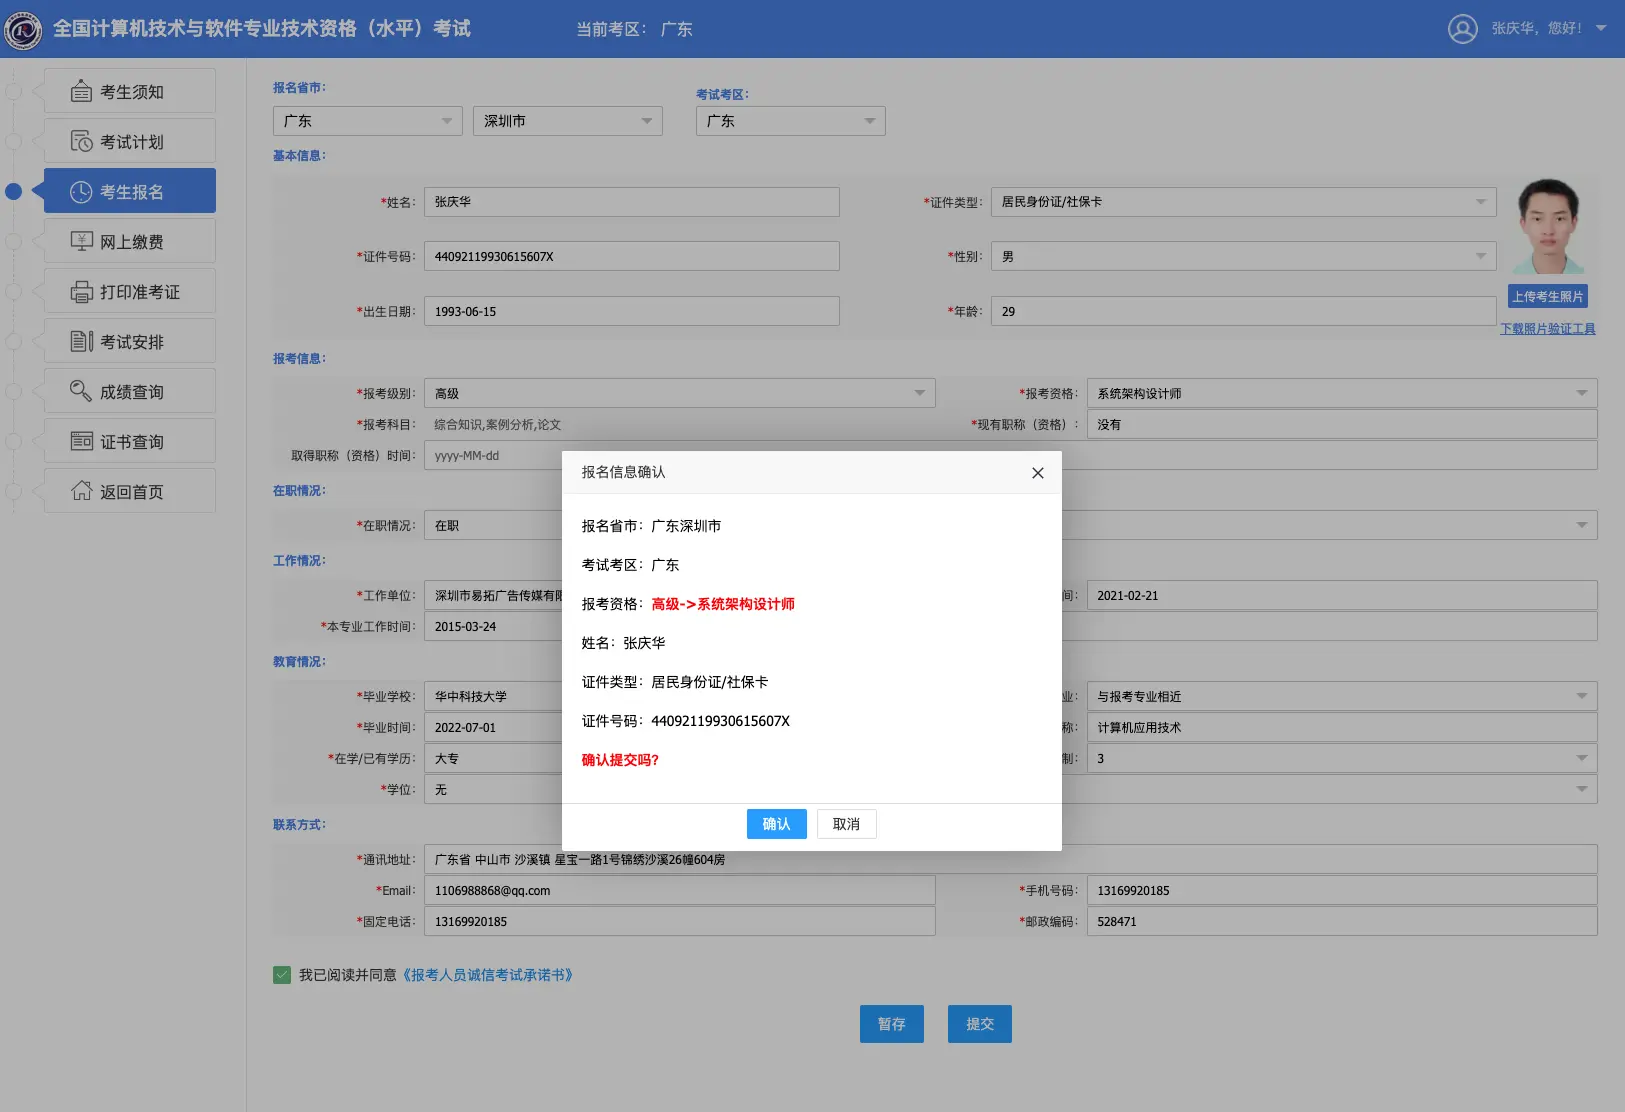 全国计算机技术与软件专业技术资格（水平）考试 当前考区： 广东 张庆华，您好！
考生须知
考试计划
考生报名
网上缴费
打印准考证
考试安排
成绩查询
证书查询
返回首页
报名省市： 考试考区：
广东 深圳市 广东
基本信息：
*姓名： 张庆华 *证件类型： 居民身份证/社保卡
*证件号码： 44092119930615607X *性别： 男
*出生日期： 1993-06-15 *年龄： 29
上传考生照片
下载照片验证工具
报考信息：
*报考级别： 高级 *报考资格： 系统架构设计师
*报考科目： 综合知识,案例分析,论文 *现有职称（资格）： 没有
取得职称（资格）时间： yyyy-MM-dd
在职情况：
*在职情况： 在职
工作情况：
*工作单位： 深圳市易拓广告传媒有 间： 2021-02-21
*本专业工作时间： 2015-03-24
教育情况：
*毕业学校： 华中科技大学 业： 与报考专业相近
*毕业时间： 2022-07-01 称： 计算机应用技术
*在学/已有学历： 大专 制： 3
*学位： 无
联系方式：
*通讯地址： 广东省 中山市 沙溪镇 星宝一路1号锦绣沙溪26幢604房
*Email： 1106988868@qq.com *手机号码： 13169920185
*固定电话： 13169920185 *邮政编码： 528471
我已阅读并同意《报考人员诚信考试承诺书》
暂存 提交
报名信息确认
报名省市：广东深圳市
考试考区：广东
报考资格：高级->系统架构设计师
姓名：张庆华
证件类型：居民身份证/社保卡
证件号码：44092119930615607X
确认提交吗?
确认 取消